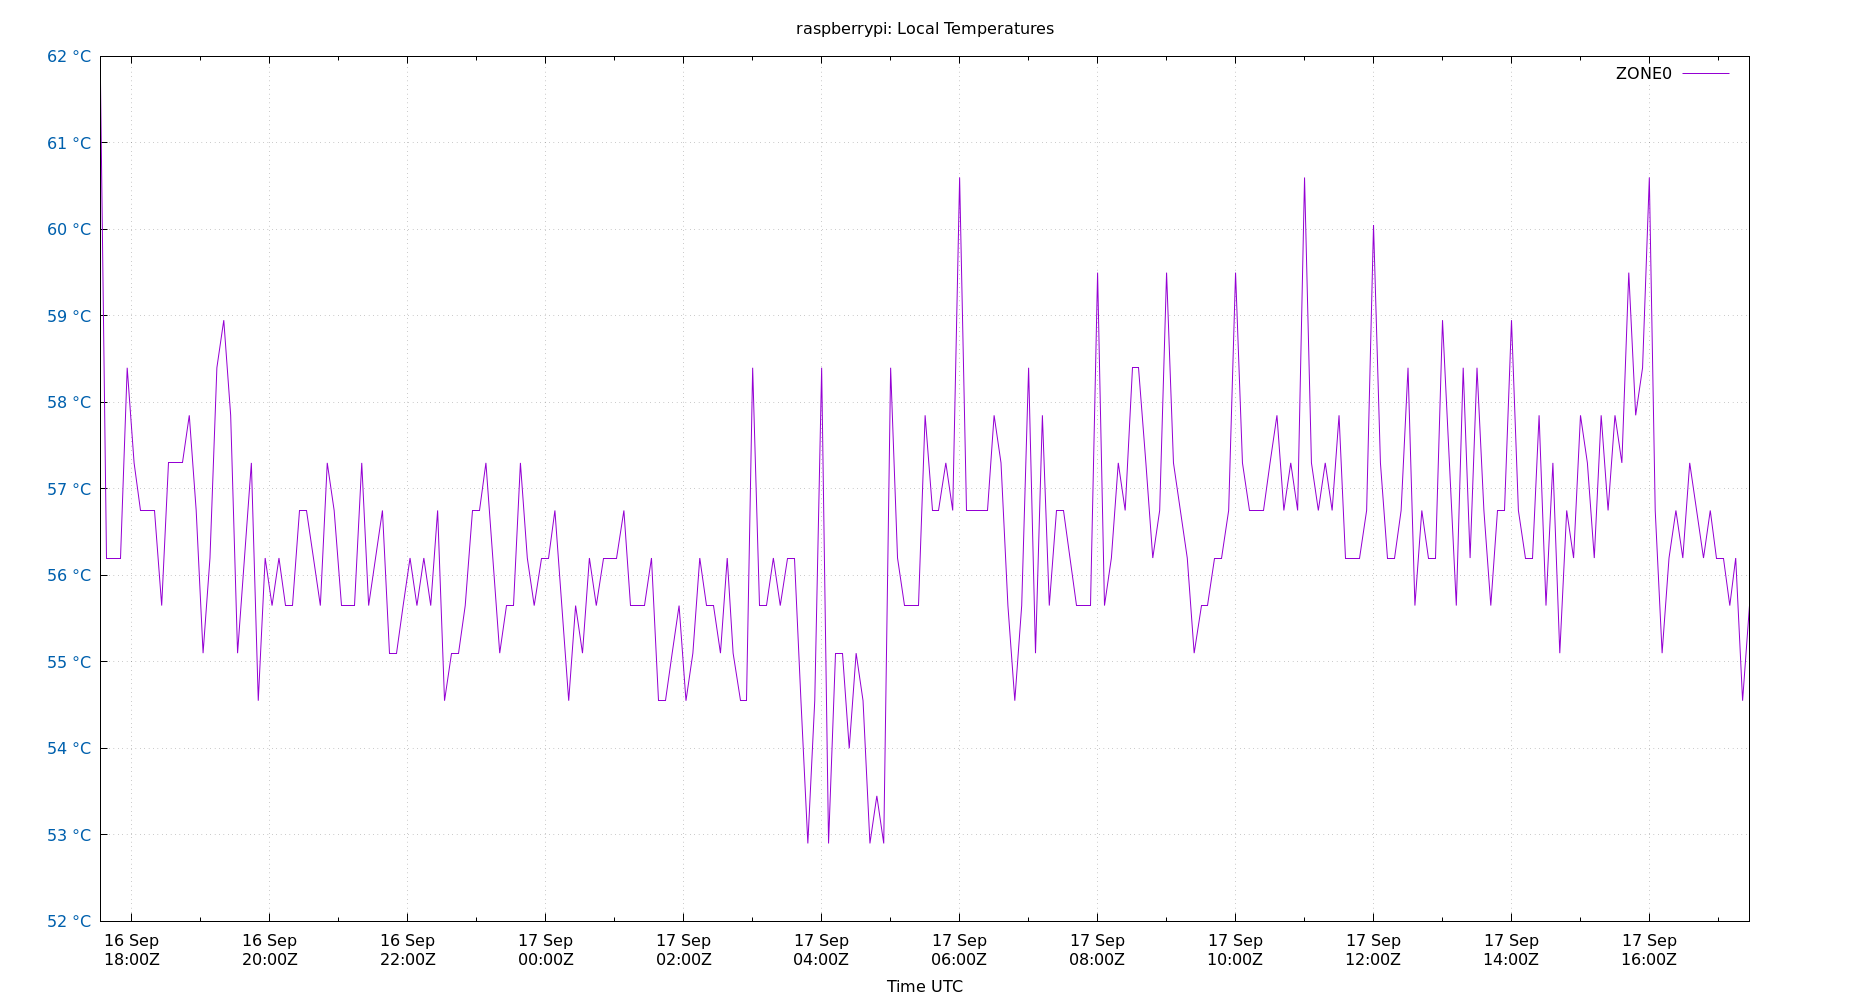 raspberrypi: Local Temperatures
62 °C
ZONE0
61 °C
60 °C
59 °C
58 °C
57 °C
56 °C
55 °C
54 °C
53 °C
52 °C
16 Sep 16 Sep 16 Sep 17 Sep 17 Sep 17 Sep 17 Sep 17 Sep 17 Sep 17 Sep 17 Sep 17 Sep
18:00Z 20:00Z 22:00Z 00:00Z 02:00Z 04:00Z 06:00Z 08:00Z 10:00Z 12:00Z 14:00Z 16:00Z
Time UTC